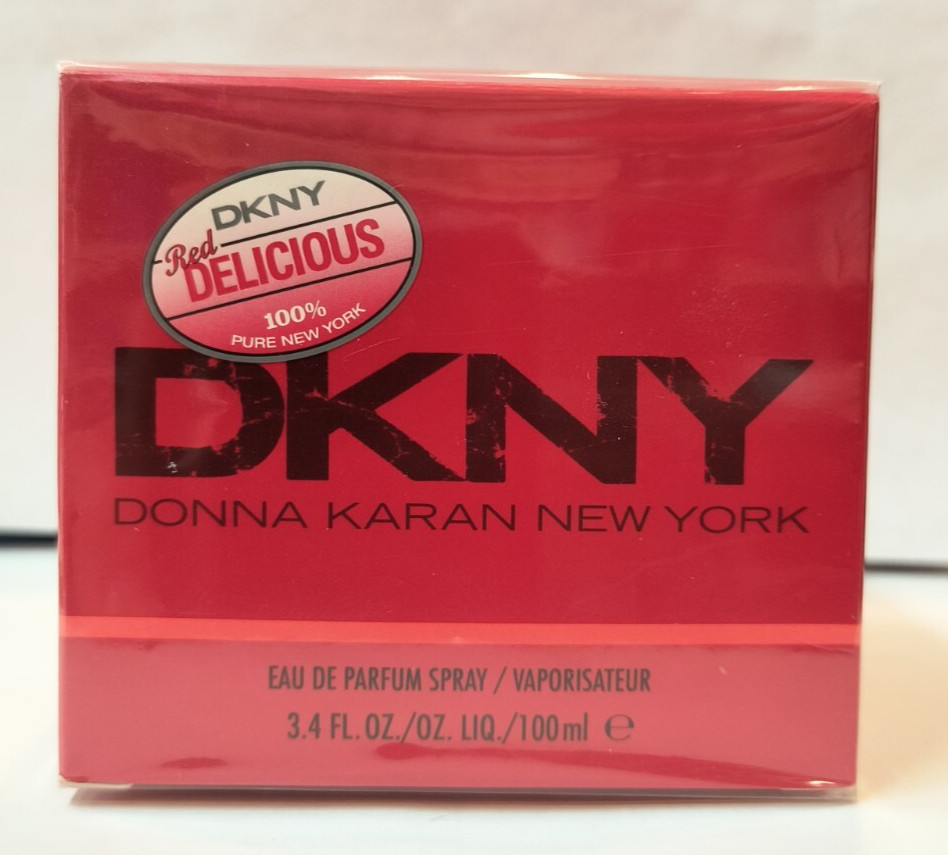 DKNY
Red
DELICIOUS
100%
PURE NEW YORK
DKNY
DONNA KARAN NEW YORK
EAU DE PARFUM SPRAY / VAPORISATEUR
3.4 FL. OZ./OZ. LIQ./100ml ℮